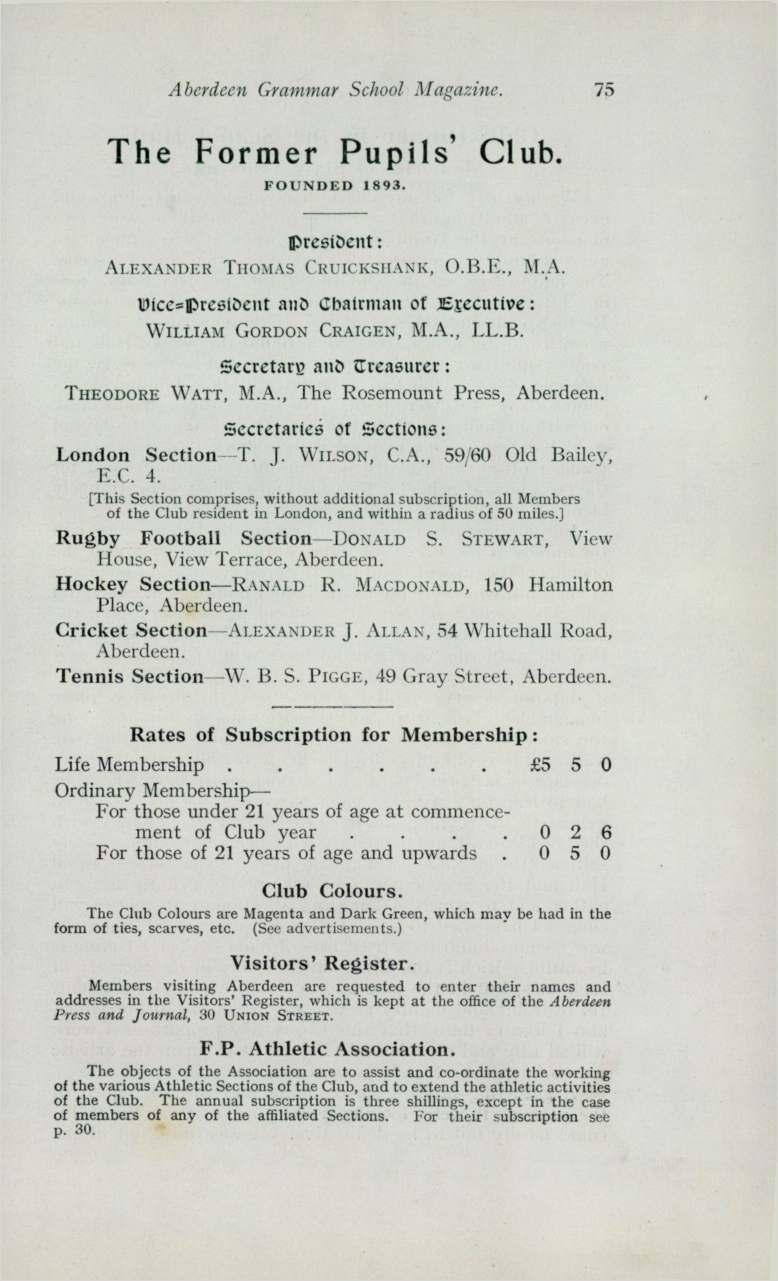 Aberdeen Grammar School Magazine. 75
The Former Pupils' Club.
FOUNDED 1893.
President:
ALEXANDER THOMAS CRUICKSHANK, O.B.E., M.A.
Vice=President and Chairman of Executive:
WILLIAM GORDON CRAIGEN, M.A., LL.B.
Secretary and Treasurer:
THEODORE WATT, M.A., The Rosemount Press, Aberdeen.
Secretaries of Sections:
London Section—T. J. WILSON, C.A., 59/60 Old Bailey,
E.C. 4.
[This Section comprises, without additional subscription, all Members
of the Club resident in London, and within a radius of 50 miles.]
Rugby Football Section—DONALD S. STEWART, View
House, View Terrace, Aberdeen.
Hockey Section—RANALD R. MACDONALD, 150 Hamilton
Place, Aberdeen.
Cricket Section—ALEXANDER J. ALLAN, 54 Whitehall Road,
Aberdeen.
Tennis Section—W. B. S. PIGGE, 49 Gray Street, Aberdeen.
Rates of Subscription for Membership:
Life Membership . . . . . . £5 5 0
Ordinary Membership—
For those under 21 years of age at commence-
ment of Club year . . . . 0 2 6
For those of 21 years of age and upwards . 0 5 0
Club Colours.
The Club Colours are Magenta and Dark Green, which may be had in the
form of ties, scarves, etc. (See advertisements.)
Visitors' Register.
Members visiting Aberdeen are requested to enter their names and
addresses in the Visitors' Register, which is kept at the office of the Aberdeen
Press and Journal, 30 UNION STREET.
F.P. Athletic Association.
The objects of the Association are to assist and co-ordinate the working
of the various Athletic Sections of the Club, and to extend the athletic activities
of the Club. The annual subscription is three shillings, except in the case
of members of any of the affiliated Sections. For their subscription see
p. 30.